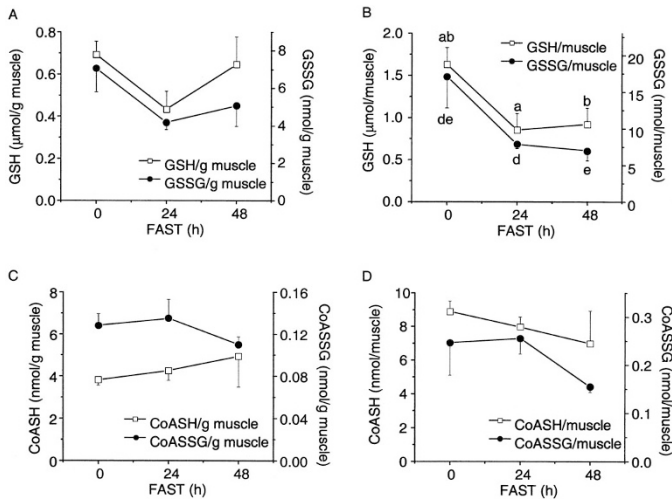 A
GSH (μmol/g muscle)
0.8
0.6
0.4
0.2
0.0
GSSG (nmol/g muscle)
8
7
6
5
4
3
2
1
0
GSH/g muscle
GSSG/g muscle
0 24 48
FAST (h)
B
GSH (μmol/muscle)
2.0
1.5
1.0
0.5
0.0
GSSG (nmol/muscle)
20
15
10
5
0
GSH/muscle
GSSG/muscle
ab
de
a
d
b
e
0 24 48
FAST (h)
C
CoASH (nmol/g muscle)
8
6
4
2
0
CoASSG (nmol/g muscle)
0.16
0.12
0.08
0.04
0.00
CoASH/g muscle
CoASSG/g muscle
0 24 48
FAST (h)
D
CoASH (nmol/muscle)
10
8
6
4
2
0
CoASSG (nmol/muscle)
0.3
0.2
0.1
0.0
CoASH/muscle
CoASSG/muscle
0 24 48
FAST (h)